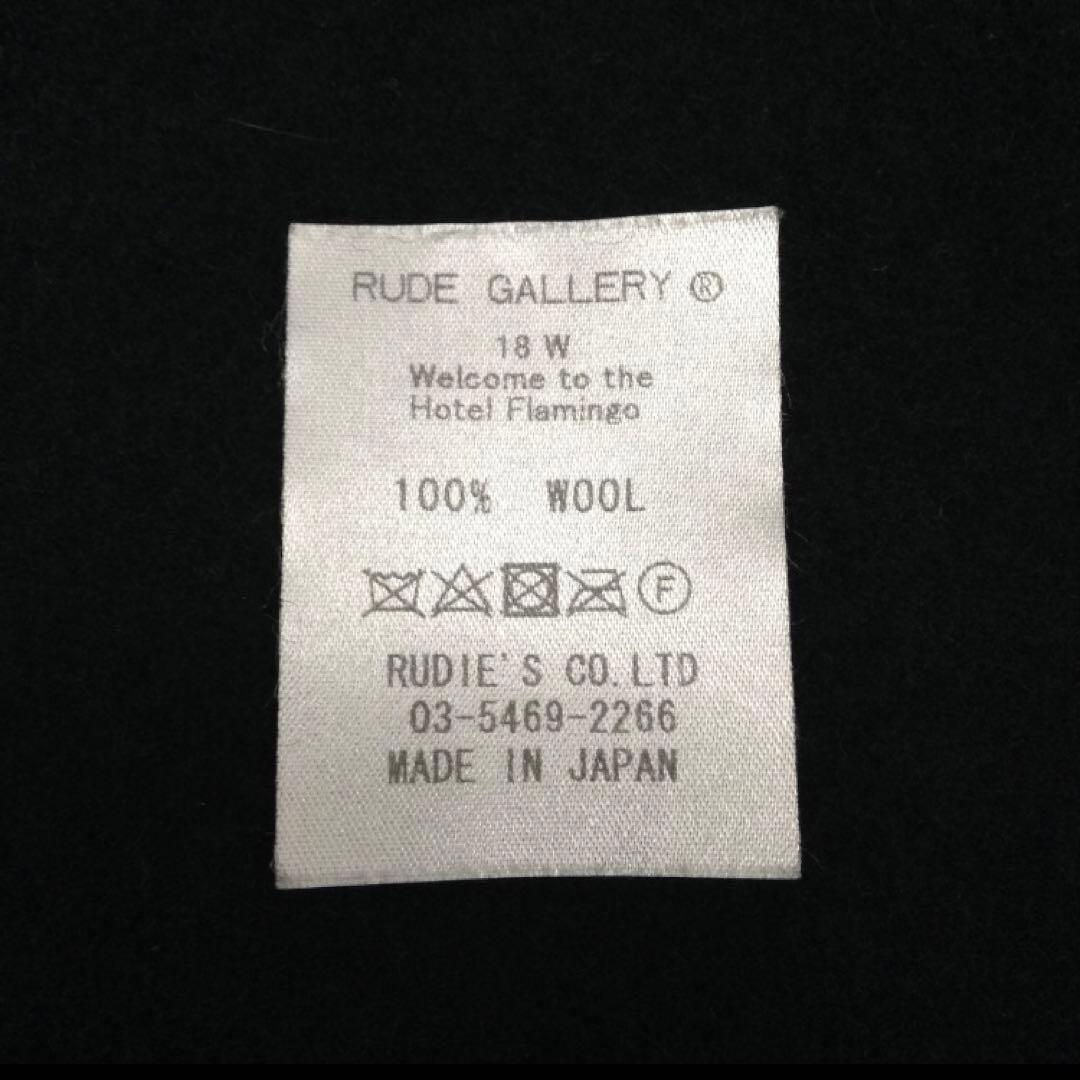 RUDE GALLERY ®
18 W
Welcome to the
Hotel Flamingo
100% WOOL
F
RUDIE'S CO.LTD
03-5469-2266
MADE IN JAPAN